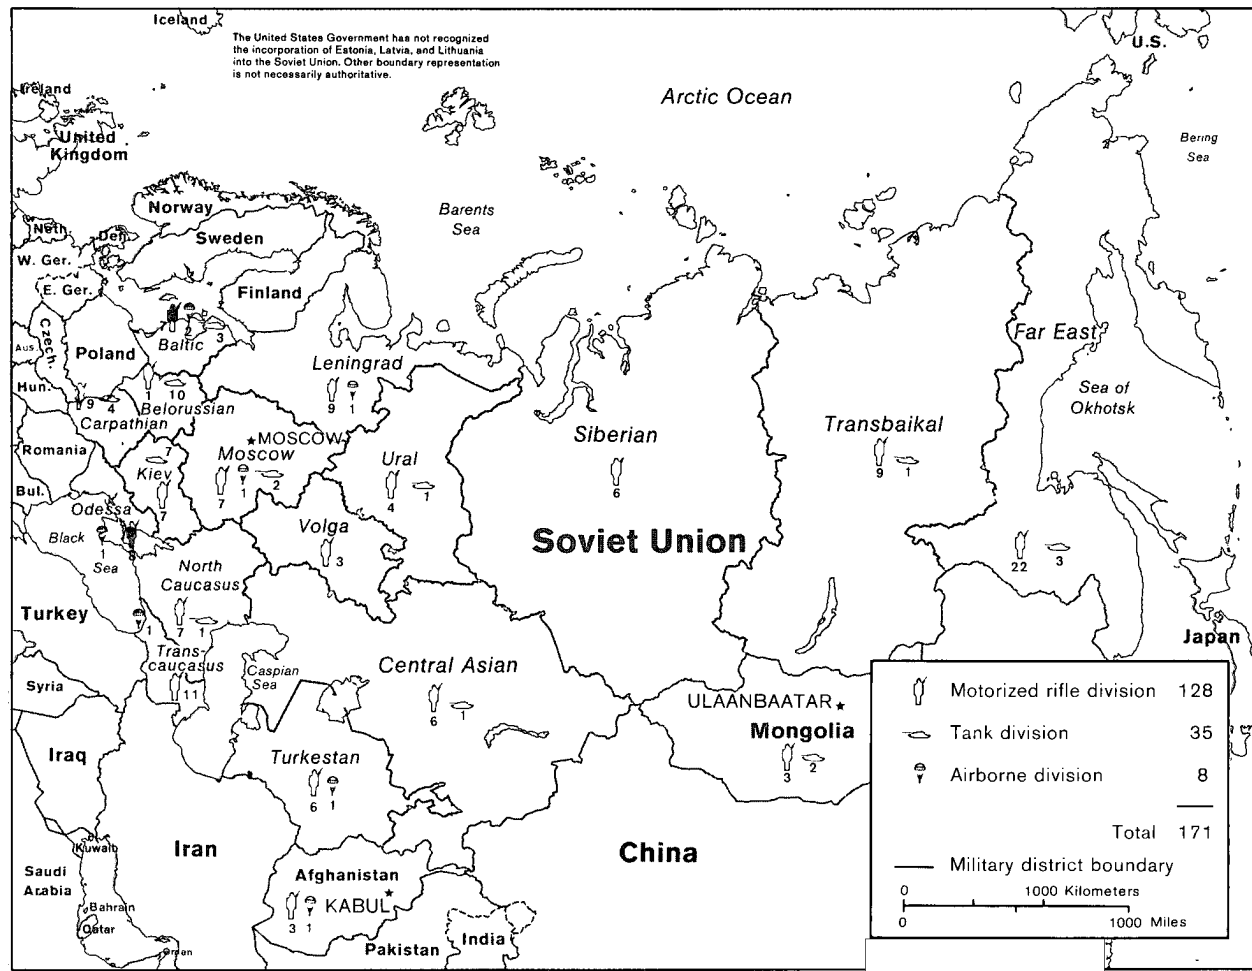 Iceland
The United States Government has not recognized
the incorporation of Estonia, Latvia, and Lithuania
into the Soviet Union. Other boundary representation
is not necessarily authoritative.
U.S.
Ireland
Arctic Ocean
United
Kingdom
Bering
Sea
Norway
Barents
Sea
Neth.
Den.
Sweden
W. Ger.
E. Ger.
Finland
2
3
Baltic
Far East
Aus.
Czech.
Poland
Leningrad
Hun.
1
10
9
1
Sea of
Okhotsk
9
4
Belorussian
Carpathian
Transbaikal
MOSCOW
Siberian
Romania
7
Moscow
Kiev
Ural
9
1
Bul.
7
1
2
4
1
6
7
Odessa
Volga
Soviet Union
Black
Sea
1
8
3
22
3
North
Caucasus
Turkey
1
7
1
Japan
Trans-
caucasus
Caspian
Sea
Central Asian
Syria
11
6
1
ULAANBAATAR
Mongolia
3
2
Iraq
Turkestan
6
1
Motorized rifle division 128
Tank division 35
Airborne division 8
Total 171
Military district boundary
0 1000 Kilometers
0 1000 Miles
Kuwait
Iran
China
Saudi
Arabia
Afghanistan
KABUL
3
1
Bahrain
Qatar
Oman
Pakistan
India